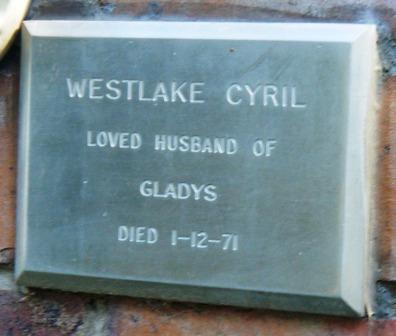 WESTLAKE CYRIL
LOVED HUSBAND OF
GLADYS
DIED 1-12-71